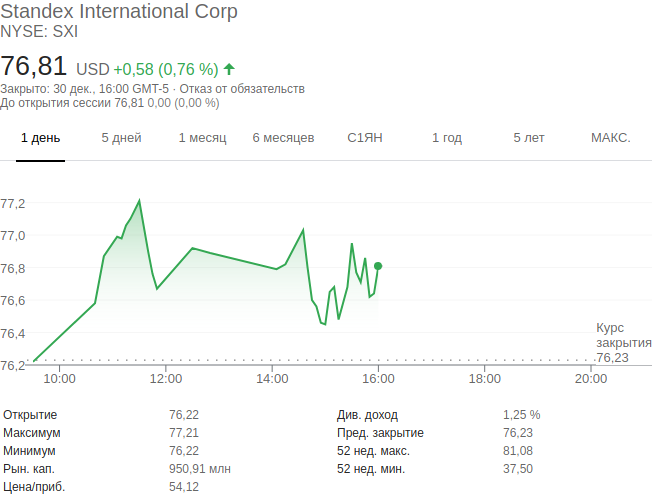 Standex International Corp
NYSE: SXI
76,81 USD +0,58 (0,76 %)
Закрыто: 30 дек., 16:00 GMT-5 · Отказ от обязательств
До открытия сессии 76,81 0,00 (0,00 %)
1 день 5 дней 1 месяц 6 месяцев С1ЯН 1 год 5 лет МАКС.
77,2
77,0
76,8
76,6
76,4
Курс
закрытия
76,23
76,2
10:00 12:00 14:00 16:00 18:00 20:00
Открытие 76,22 Див. доход 1,25 %
Максимум 77,21 Пред. закрытие 76,23
Минимум 76,22 52 нед. макс. 81,08
Рын. кап. 950,91 млн 52 нед. мин. 37,50
Цена/приб. 54,12